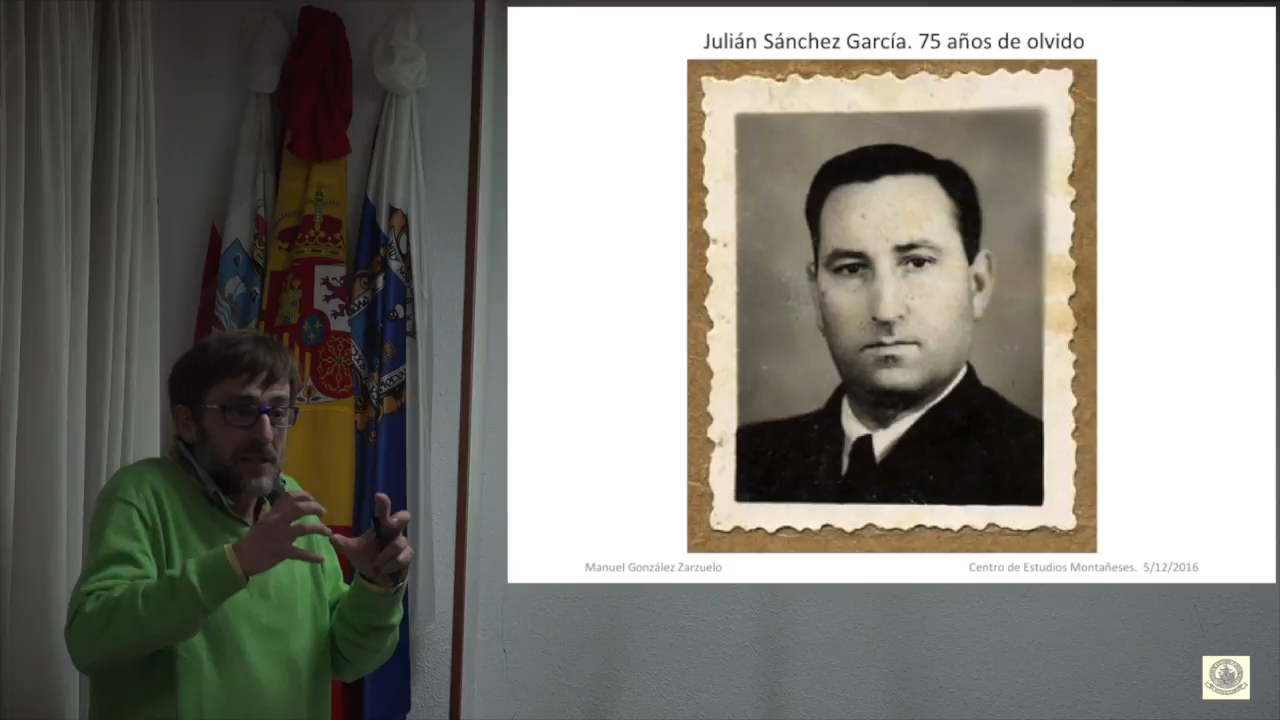 Julián Sánchez García. 75 años de olvido
Manuel González Zarzuelo
Centro de Estudios Montañeses. 5/12/2016